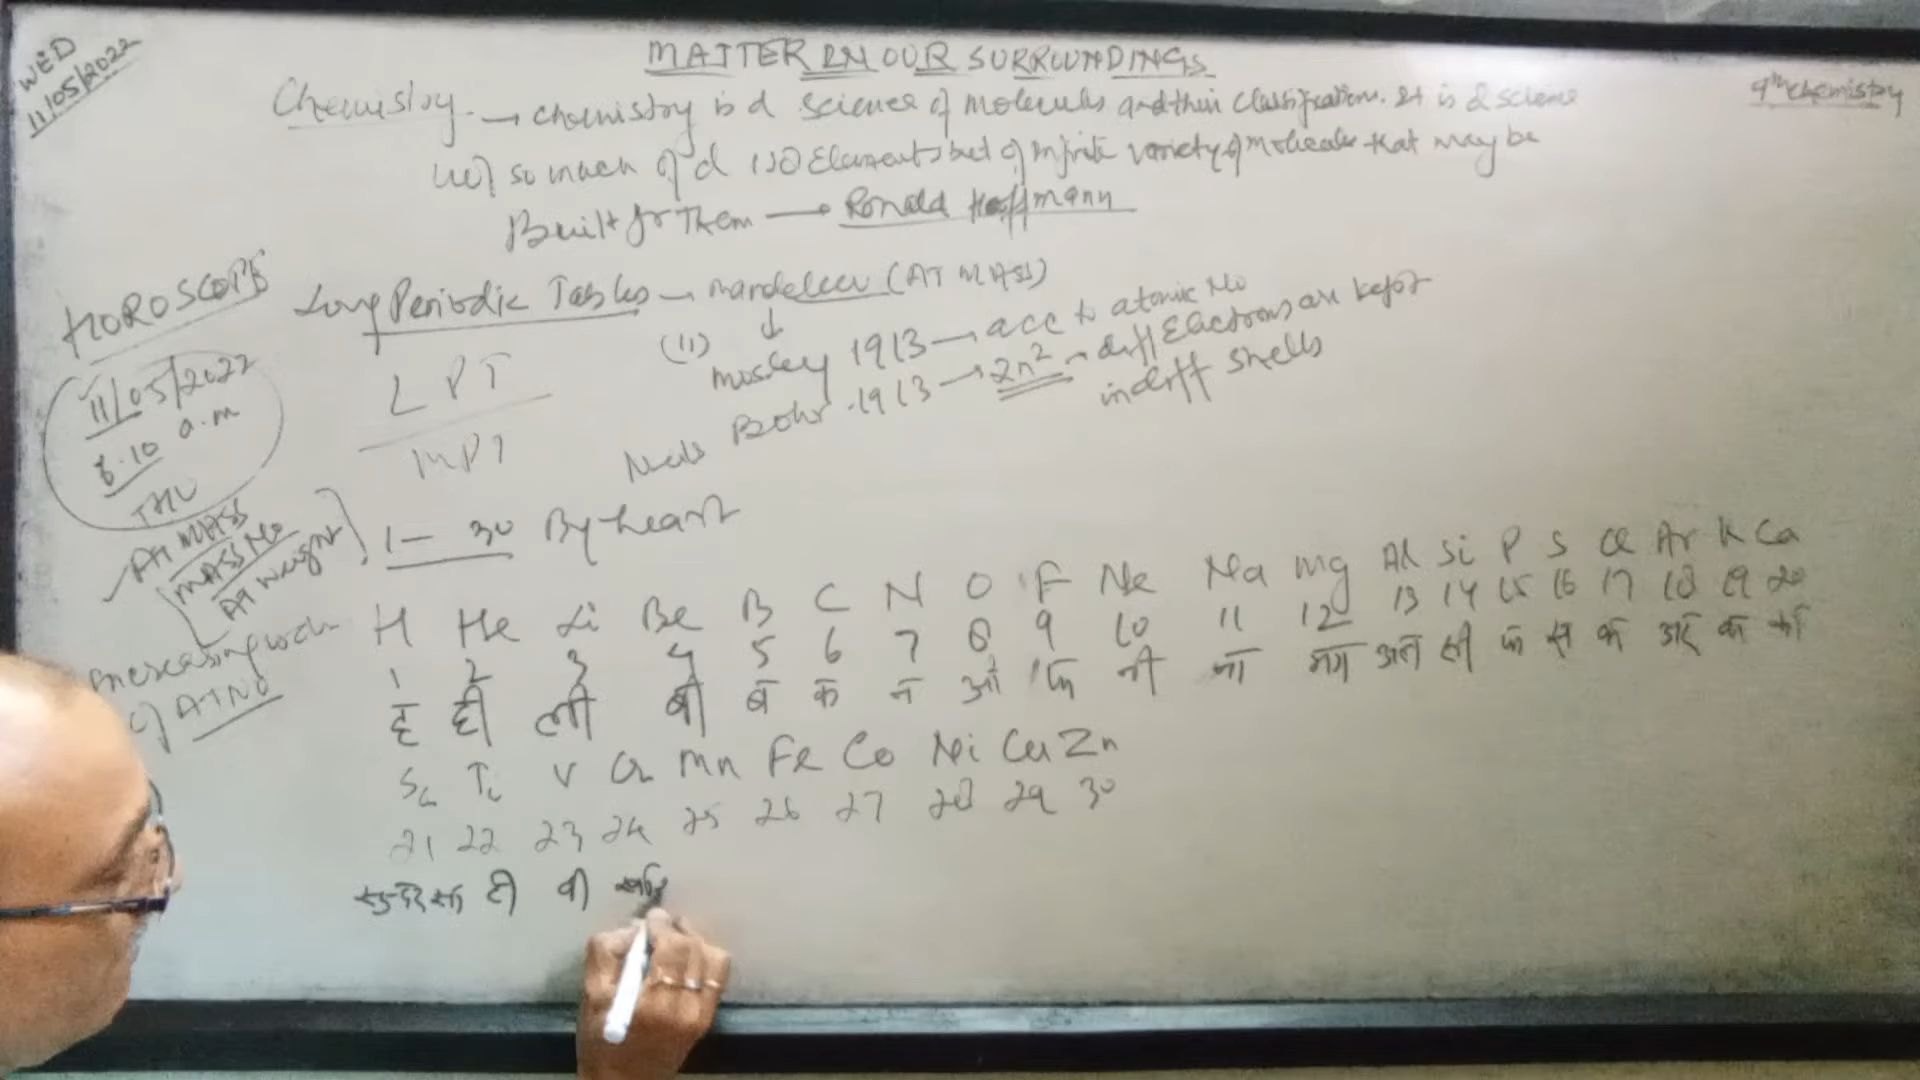 WED
11/05/2022
MATTER IN OUR SURROUNDINGS
9th chemistry
Chemistry → chemistry is a science of molecules and their classifications. It is a science
not so much of a 120 Elements but of infinite variety of molecules that may be
Built for Them → Ronald Hoffmann
HOROSCOPE
11/05/2022
8.10 a.m
THU
Long Periodic Tables → mandeleev (AT MASS)
(11) ↓
mosley 1913 → acc to atomic No
Neils Bohr 1913 → 2n² → diff Electrons are kept
in diff shells
LPT
MPT
AT MASS
MASS No
AT weight
increasing order
of AT NO
1 - 30 By heart
H He Li Be B C N O F Ne Na Mg Al Si P S Cl Ar K Ca
1 2 3 4 5 6 7 8 9 10 11 12 13 14 15 16 17 18 19 20
ह ही ली बी ब क न ओ फ नी ना मग अल सी फ स क आर क का
Sc Ti V Cr Mn Fe Co Ni Cu Zn
21 22 23 24 25 26 27 28 29 30
टी वी